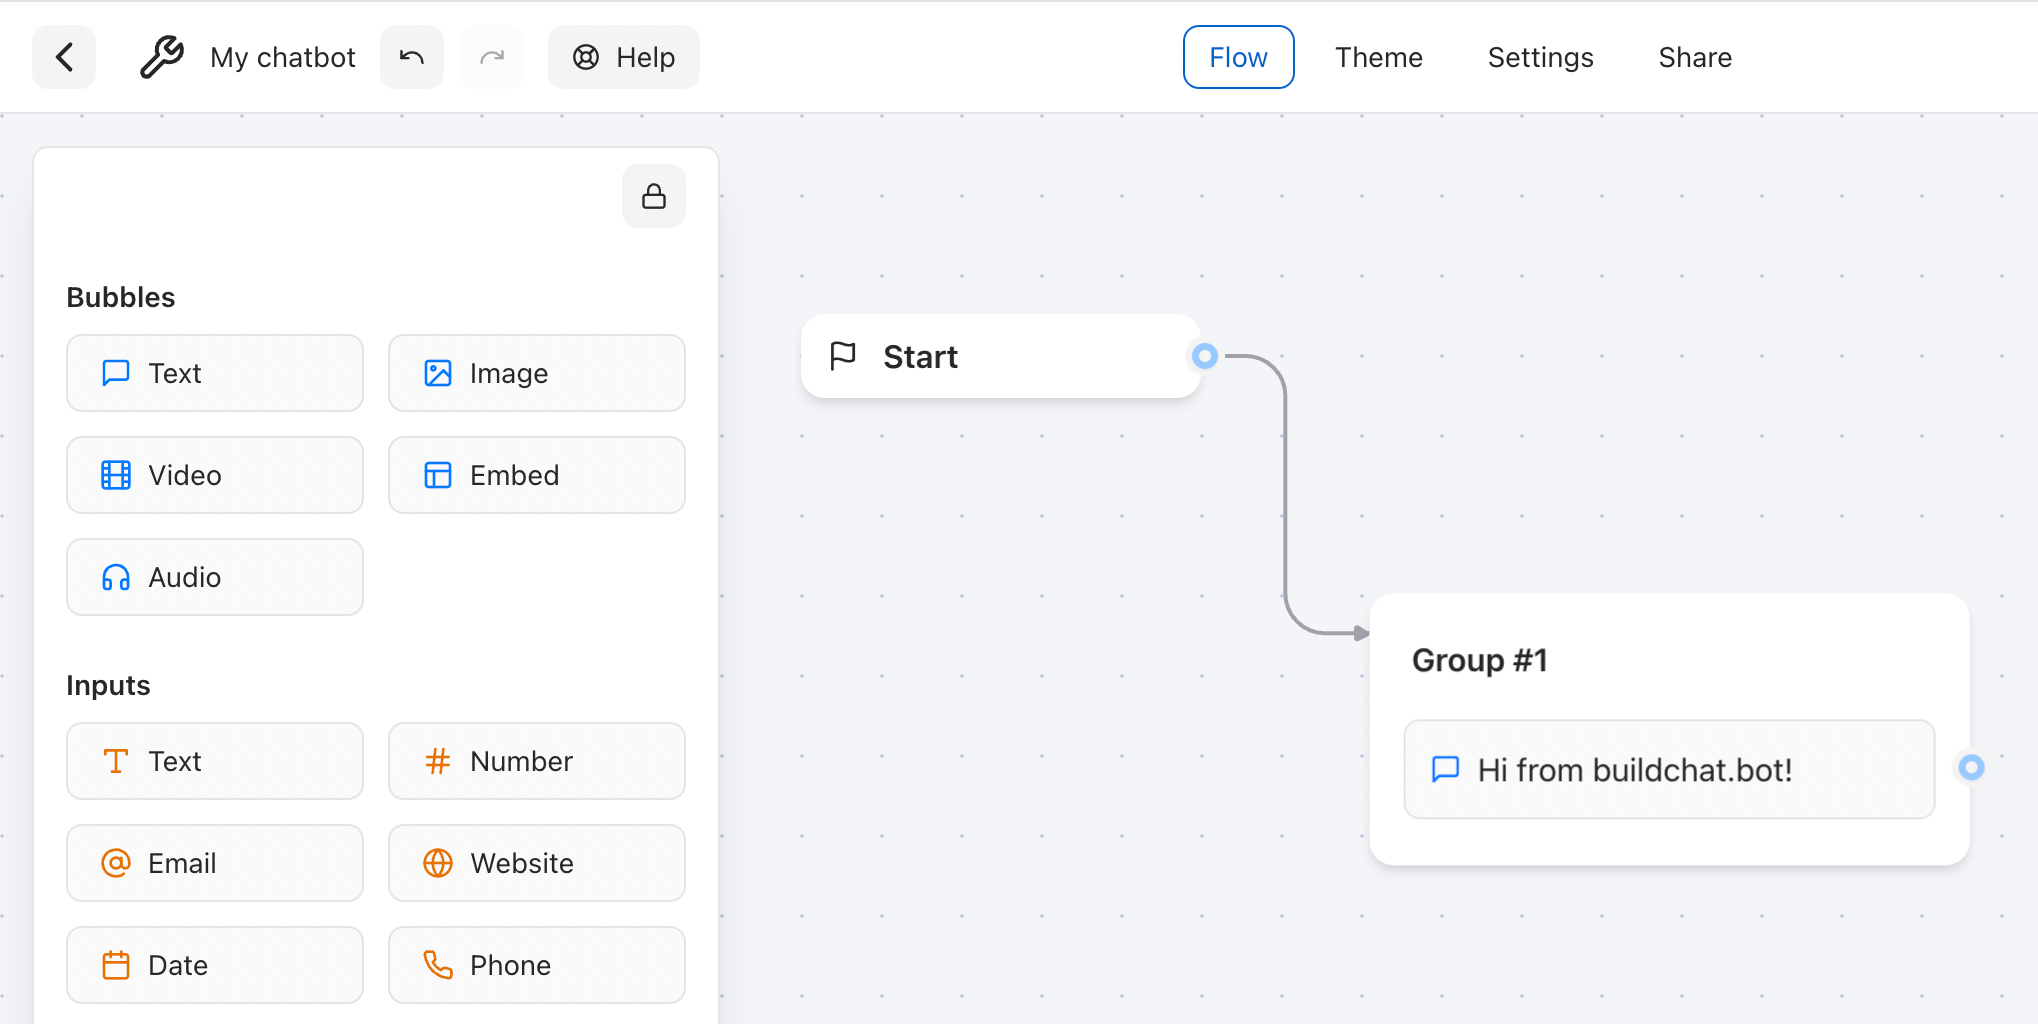 My chatbot
Help
Flow
Theme
Settings
Share
Bubbles
Text
Image
Video
Embed
Audio
Inputs
Text
Number
Email
Website
Date
Phone
Start
Group #1
Hi from buildchat.bot!